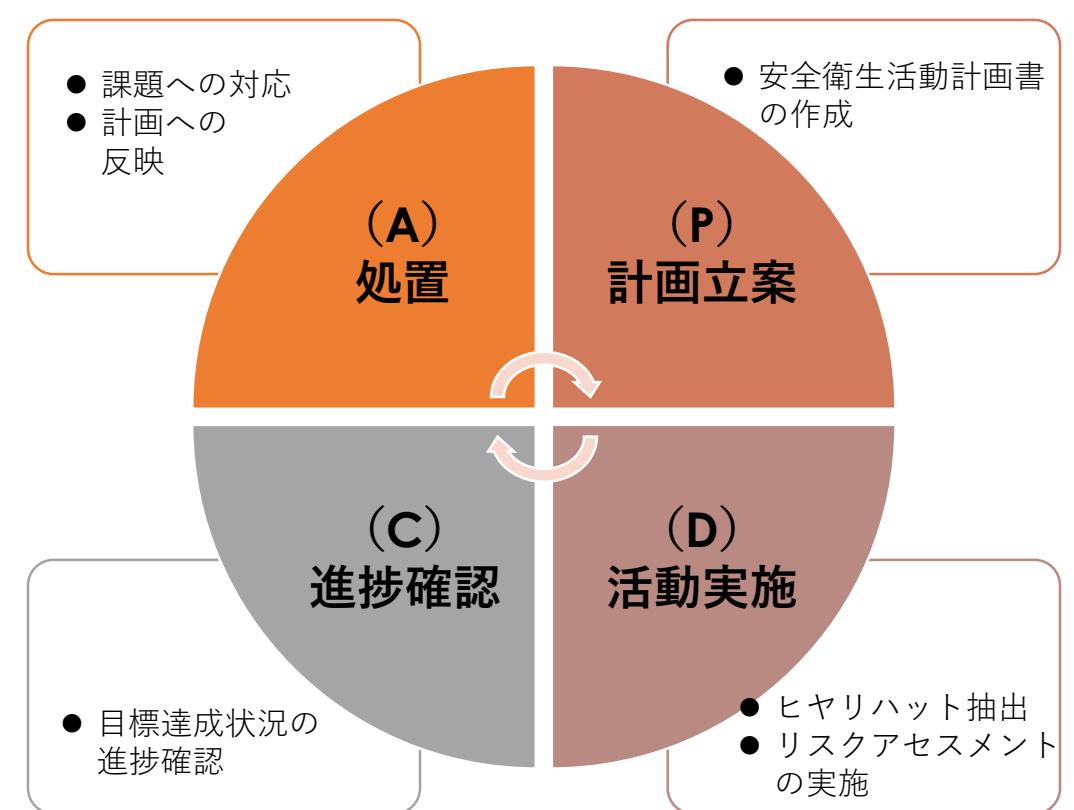 ● 課題への対応
● 計画への
反映
(A)
処置
● 安全衛生活動計画書
の作成
(P)
計画立案
(C)
進捗確認
● 目標達成状況の
進捗確認
(D)
活動実施
● ヒヤリハット抽出
● リスクアセスメント
の実施